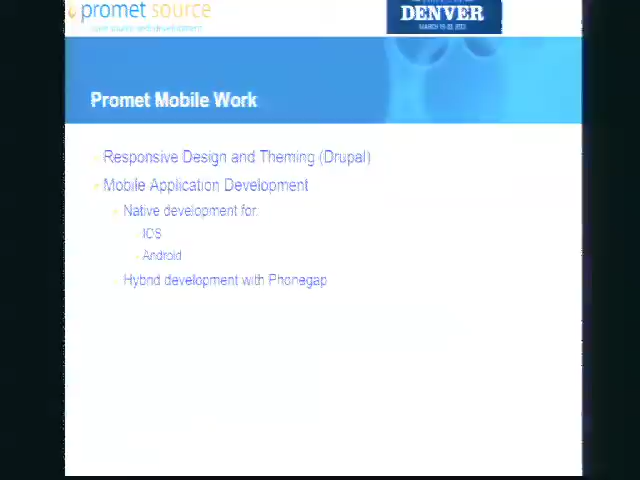 promet source
DENVER
Promet Mobile Work
Responsive Design and Theming (Drupal)
Mobile Application Development
Native development for:
IOS
Android
Hybrid development with Phonegap